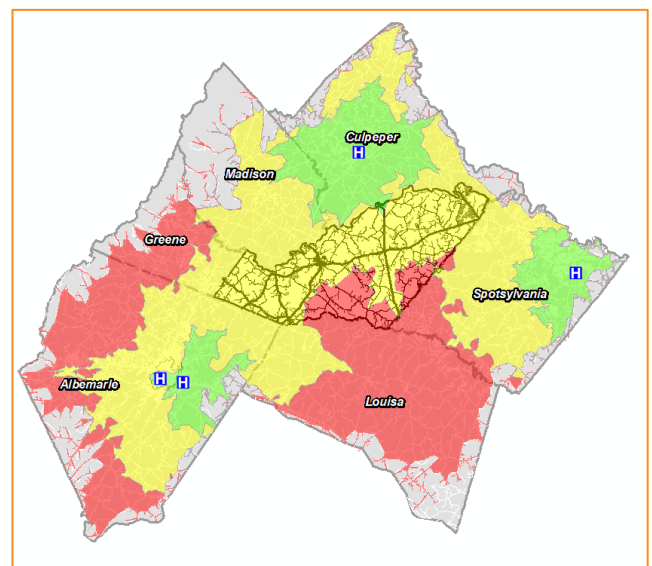 Culpeper
H
Madison
Greene
H
Spotsylvania
H
H
Albemarle
Louisa